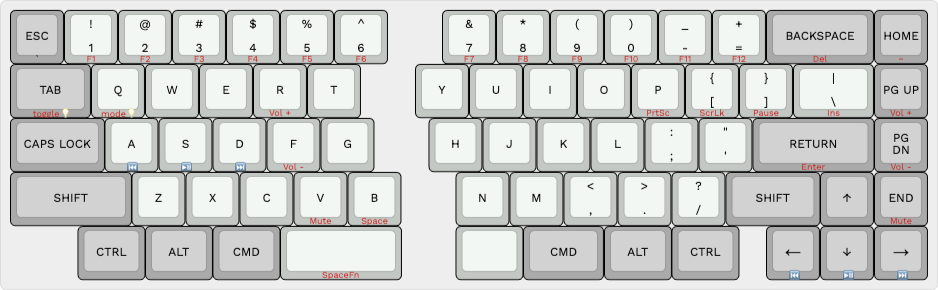 ESC ! @ # $ % ^ & * ( ) _ + BACKSPACE HOME
1 2 3 4 5 6 7 8 9 0 - =
` F1 F2 F3 F4 F5 F6 F7 F8 F9 F10 F11 F12 Del -
TAB Q W E R T Y U I O P { } | PG UP
[ ] \
toggle💡 mode💡 Vol + PrtSc ScrLk Pause Ins Vol +
CAPS LOCK A S D F G H J K L : " RETURN PG
; ' DN
⏮ ⏯ ⏭ Vol - Enter Vol -
SHIFT Z X C V B N M < > ? SHIFT ↑ END
, . /
Mute Space Mute
CTRL ALT CMD CMD ALT CTRL ← ↓ →
SpaceFn ⏮ ⏯ ⏭